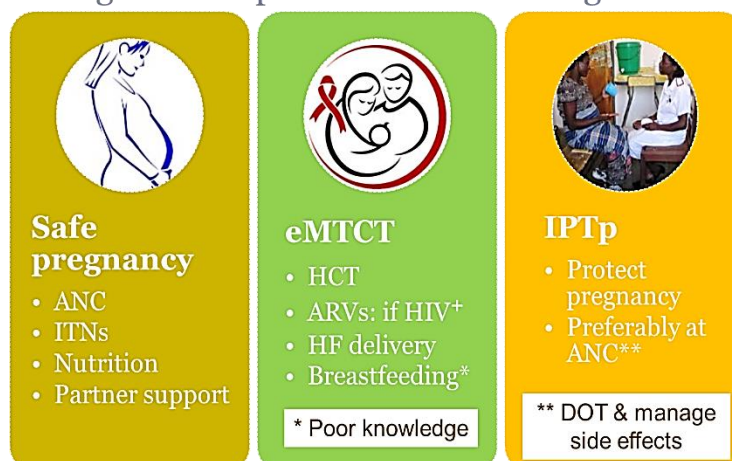 Safe
pregnancy
• ANC
• ITNs
• Nutrition
• Partner support
eMTCT
• HCT
• ARVs: if HIV⁺
• HF delivery
• Breastfeeding*
* Poor knowledge
IPTp
• Protect
pregnancy
• Preferably at
ANC**
** DOT & manage
side effects